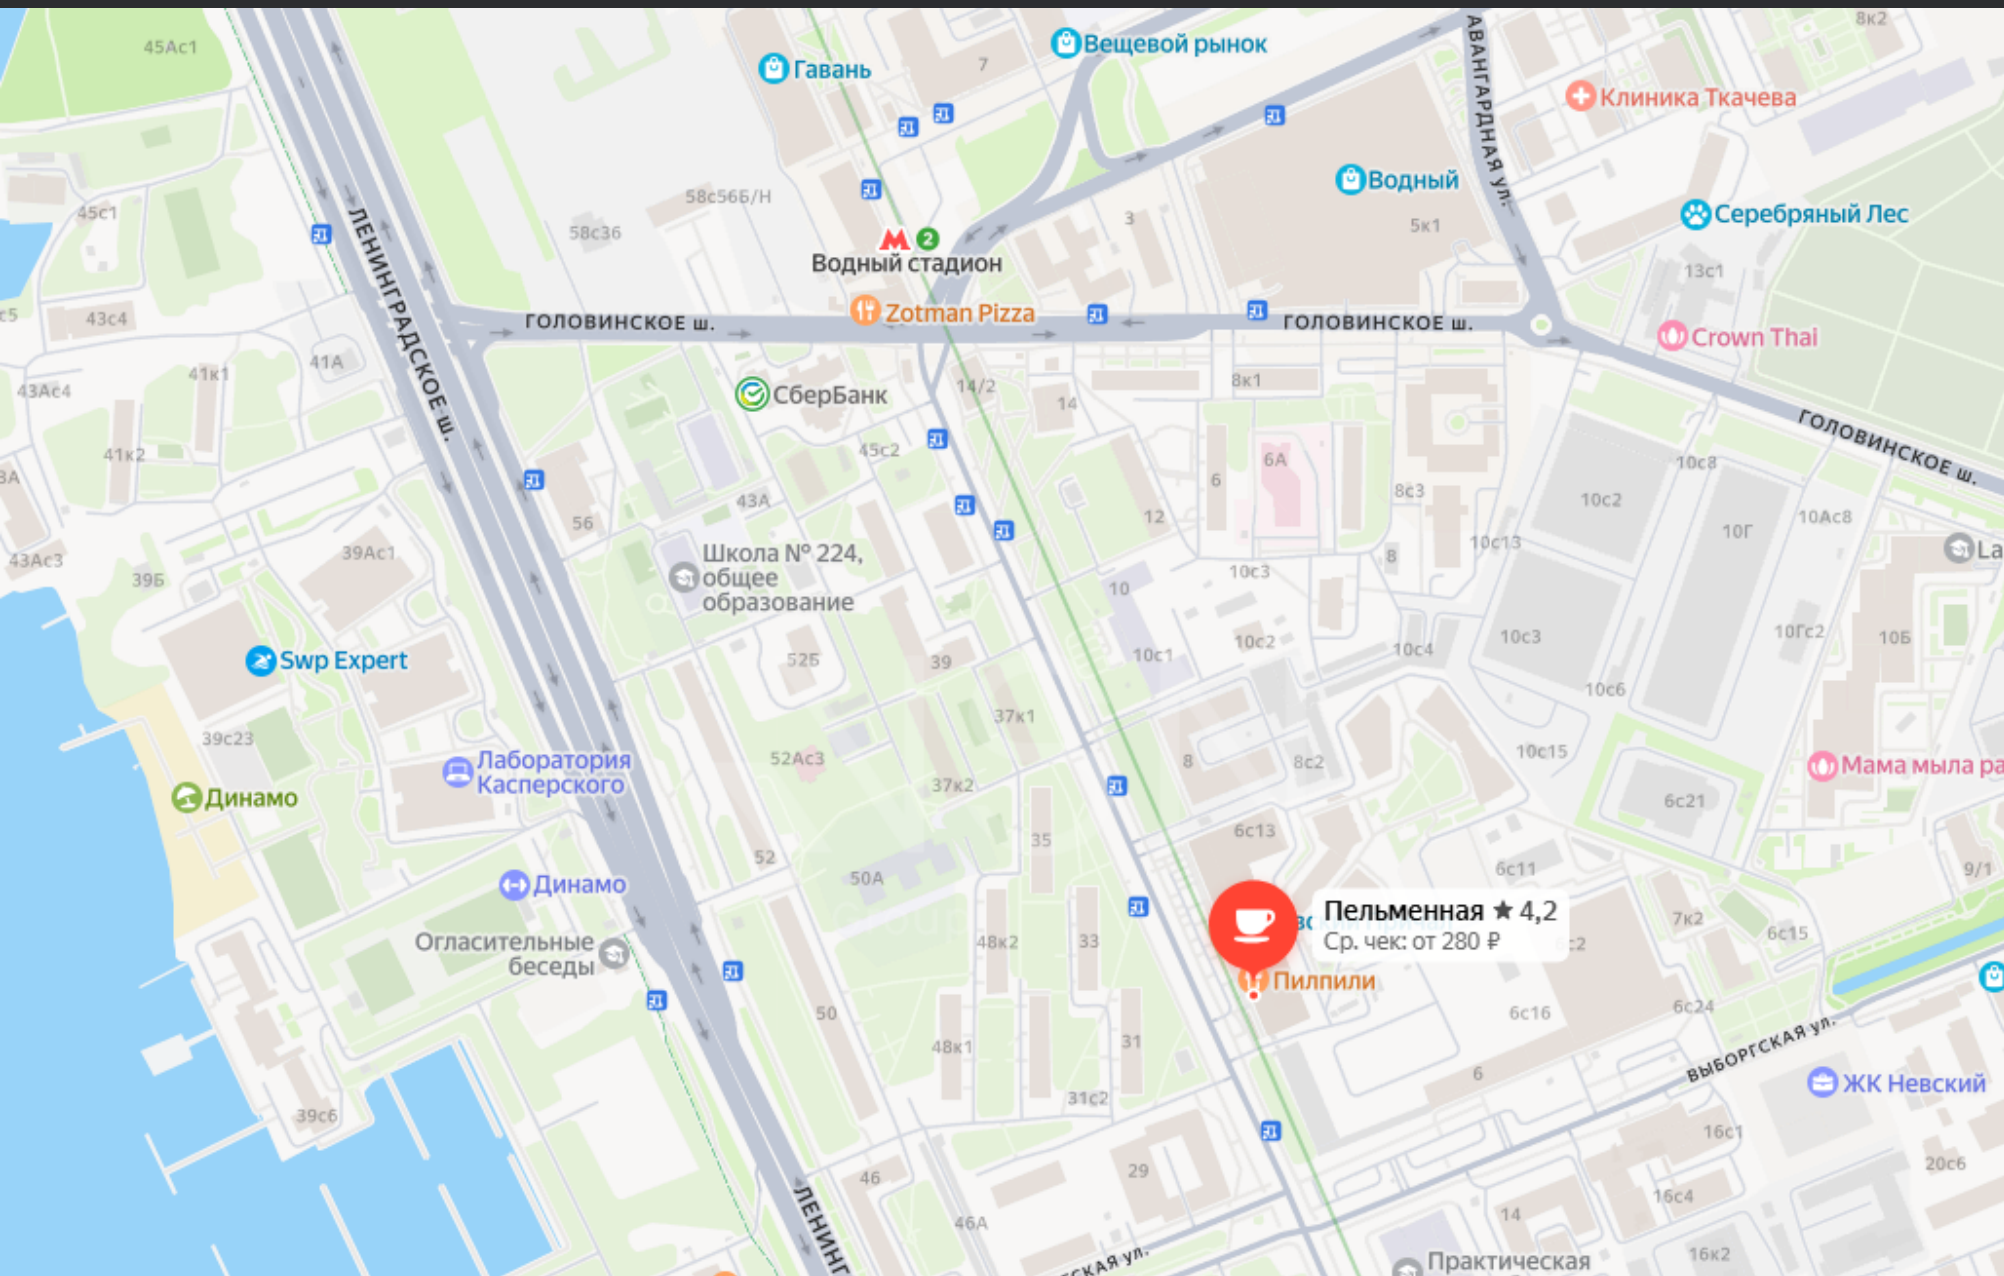 45Ас1
Гавань
7
Вещевой рынок
8к2
АВАНГАРДНАЯ ул.
Клиника Ткачева
45с1
58с36
58с56Б/Н
3
Водный
5к1
Серебряный Лес
13с1
2
Водный стадион
Zotman Pizza
с5
43с4
ЛЕНИНГРАДСКОЕ ш.
ГОЛОВИНСКОЕ ш.
ГОЛОВИНСКОЕ ш.
Crown Thai
41А
41к1
43Ас4
СберБанк
14/2
14
8к1
ГОЛОВИНСКОЕ ш.
41к2
45с2
6
6А
10с8
3А
43А
56
12
8с3
10с2
10Г
10Ас8
43Ас3
39Ас1
39Б
Школа № 224,
общее
образование
10
10с3
8
10с13
La
10с1
10с2
10с4
10с3
10Гс2
10Б
Swp Expert
52Б
39
10с6
39с23
37к1
52Ас3
37к2
8
8с2
10с15
Лаборатория
Касперского
Мама мыла ра
Динамо
6с21
35
6с13
52
50А
6с11
9/1
Динамо
Пельменная ★ 4,2
Ср. чек: от 280 ₽
7к2
6с15
Огласительные
беседы
48к2
33
Пилпили
50
6с16
6с24
48к1
31
ВЫБОРГСКАЯ ул.
6
ЖК Невский
39с6
31с2
16с1
29
20с6
46
16с4
46А
14
ЛЕНИНГ
СКАЯ ул.
Практическая
16к2